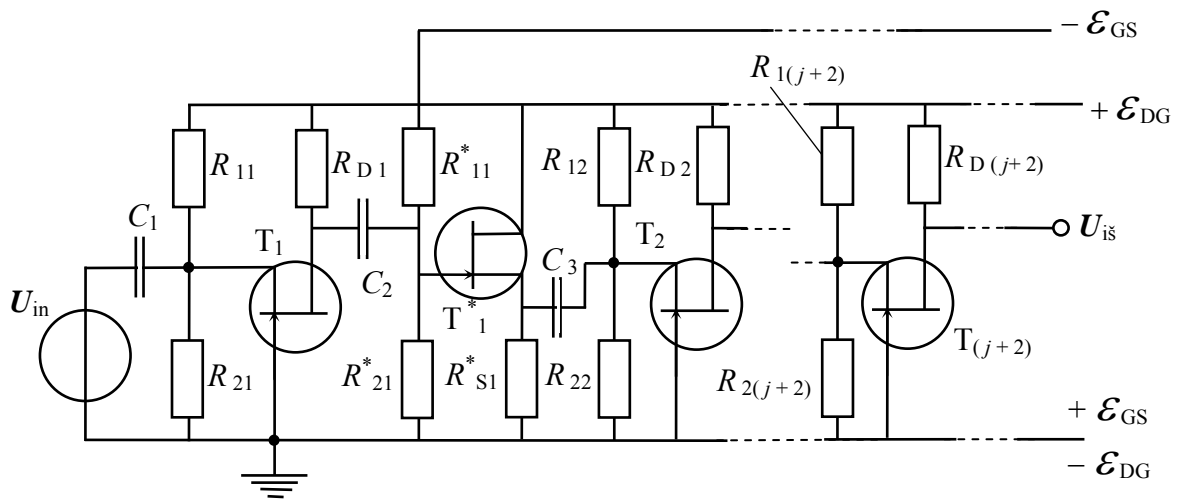 − ℰGS
R1(j+2)
+ ℰDG
R11
RD1
R*11
R12
RD2
RD(j+2)
C1
T1
C2
C3
T2
Uiš
Uin
T*1
T(j+2)
R21
R*21
R*S1
R22
R2(j+2)
+ ℰGS
− ℰDG